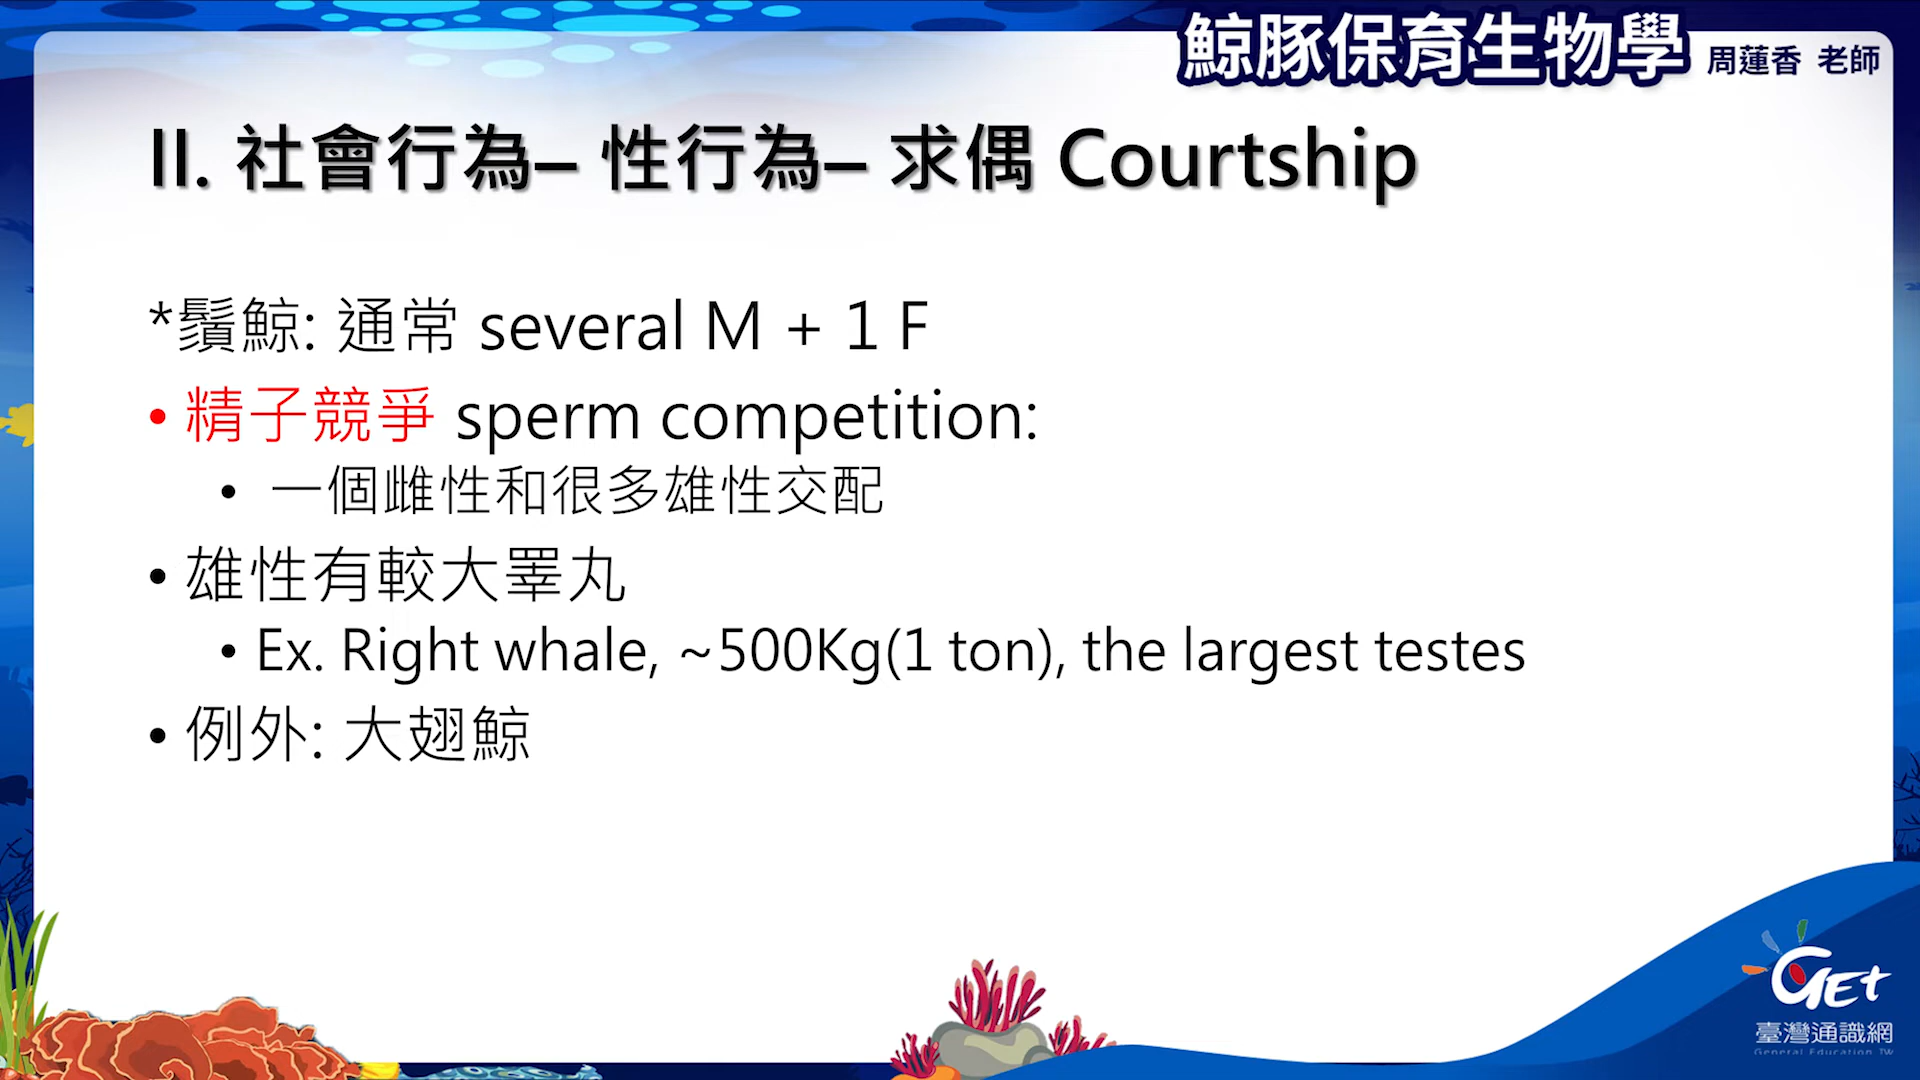 鯨豚保育生物學 周蓮香 老師
II. 社會行為– 性行為– 求偶 Courtship
*鬚鯨: 通常 several M + 1 F
• 精子競爭 sperm competition:
• 一個雌性和很多雄性交配
• 雄性有較大睪丸
• Ex. Right whale, ~500Kg(1 ton), the largest testes
• 例外: 大翅鯨
GET
臺灣通識網
General Education TW